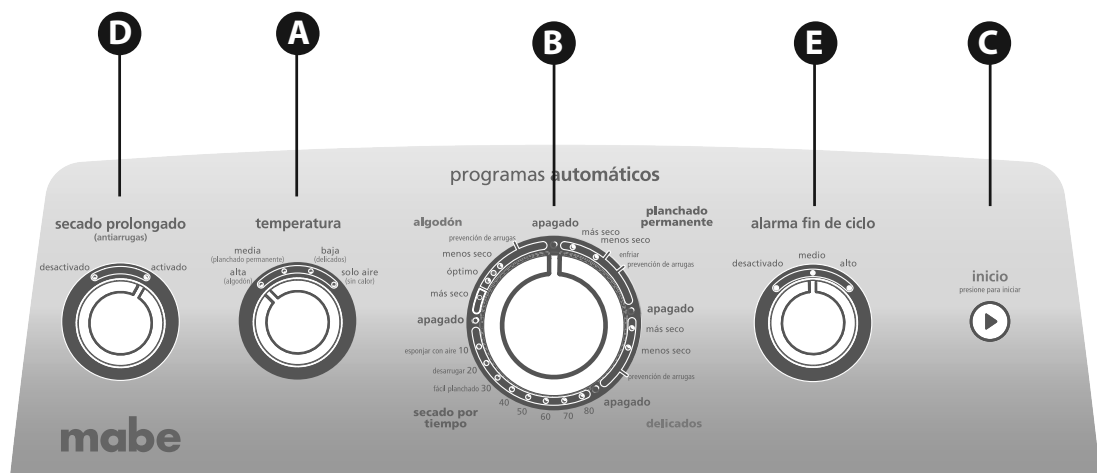 D
A
B
E
C
programas automáticos
secado prolongado
(antiarrugas)
desactivado
activado
temperatura
media
(planchado permanente)
baja
(delicados)
alta
(algodón)
solo aire
(sin calor)
algodón
apagado
planchado
permanente
prevención de arrugas
menos seco
óptimo
más seco
apagado
más seco
menos seco
enfriar
prevención de arrugas
apagado
más seco
menos seco
prevención de arrugas
apagado
delicados
esponjar con aire 10
desarrugar 20
fácil planchado 30
40
50
60
70
80
secado por
tiempo
alarma fin de ciclo
desactivado
medio
alto
inicio
presione para iniciar
mabe